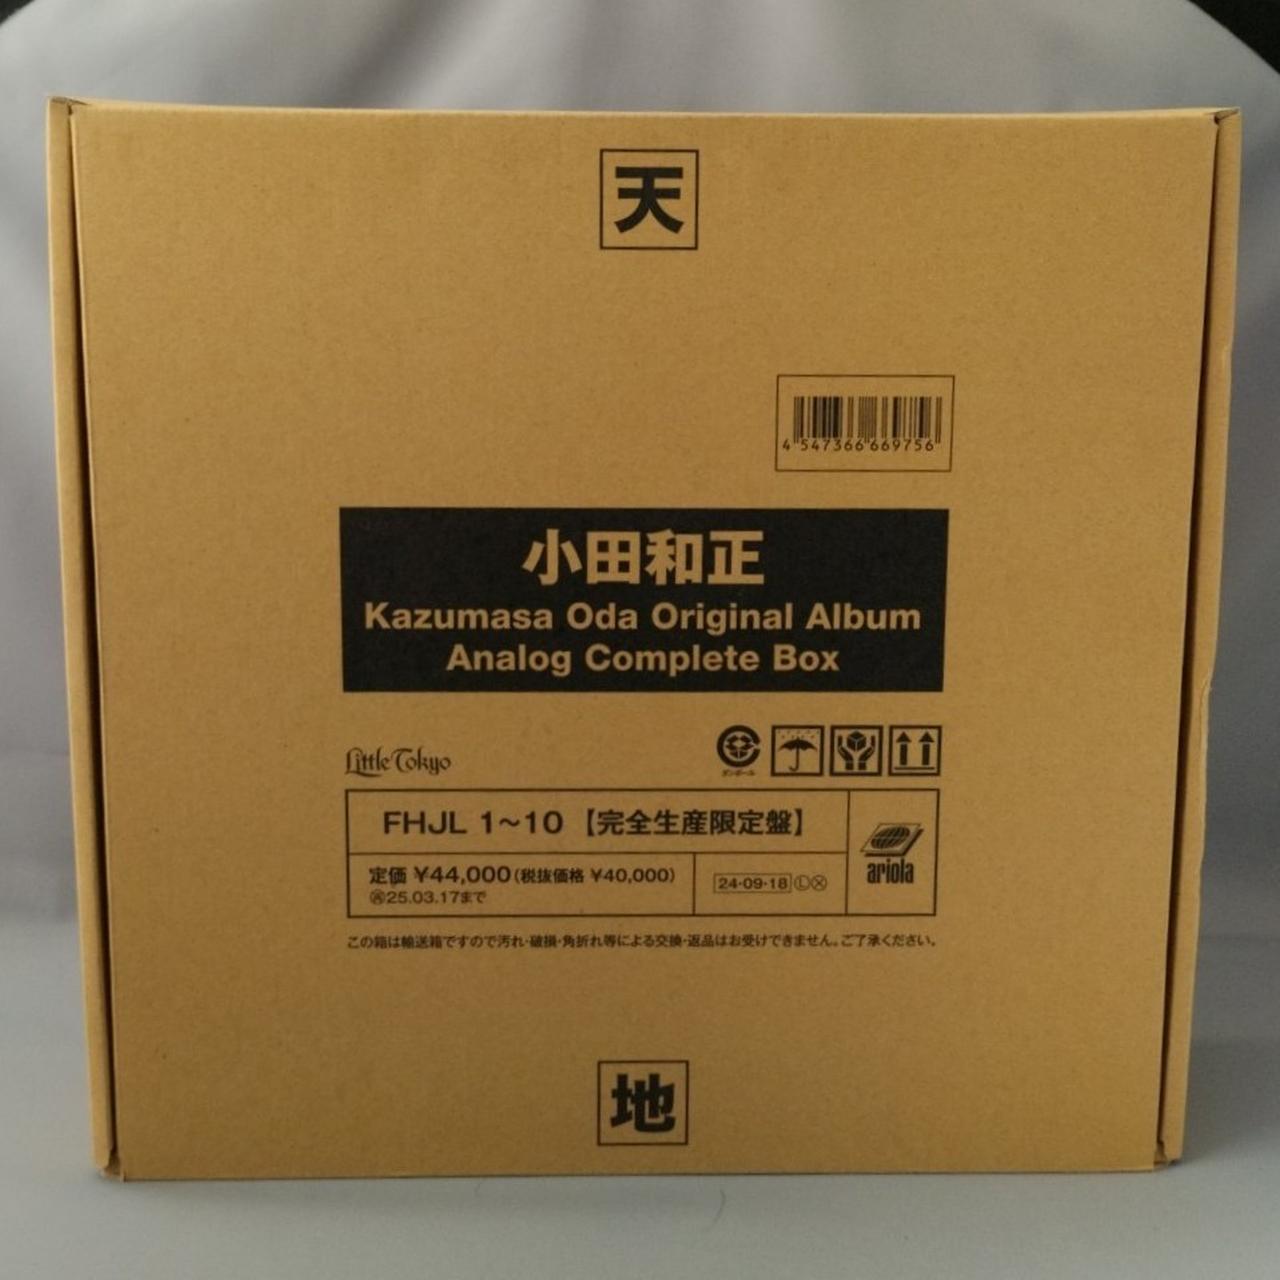 天
4 547366 669756
小田和正
Kazumasa Oda Original Album
Analog Complete Box
Little Tokyo
ダンボール
FHJL 1~10【完全生産限定盤】
定価 ¥44,000(税抜価格 ¥40,000)
㋐25.03.17まで
24・09・18 Ⓛ Ⓧ
ariola
この箱は輸送箱ですので汚れ・破損・角折れ等による交換・返品はお受けできません。ご了承ください。
地